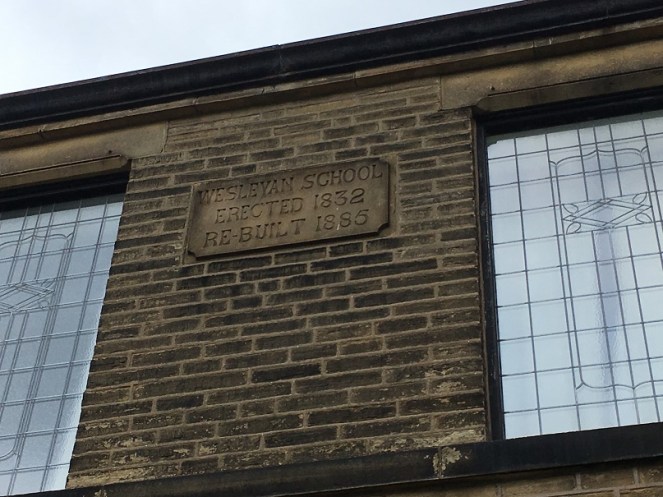 WESLEYAN SCHOOL
ERECTED 1832
RE-BUILT 1885